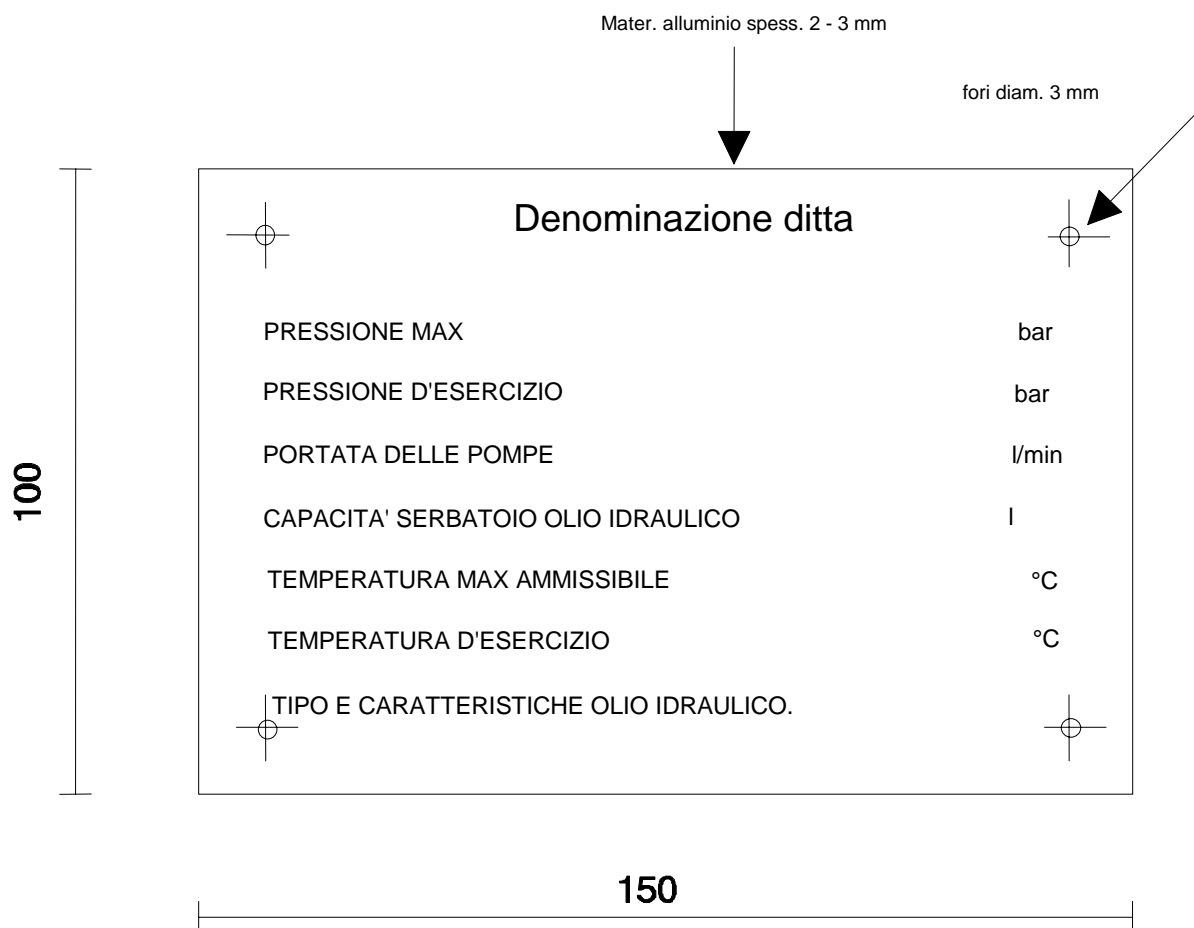 Mater. alluminio spess. 2 - 3 mm
fori diam. 3 mm
Denominazione ditta
PRESSIONE MAX bar
PRESSIONE D'ESERCIZIO bar
PORTATA DELLE POMPE l/min
CAPACITA' SERBATOIO OLIO IDRAULICO l
TEMPERATURA MAX AMMISSIBILE °C
TEMPERATURA D'ESERCIZIO °C
TIPO E CARATTERISTICHE OLIO IDRAULICO.
100
150